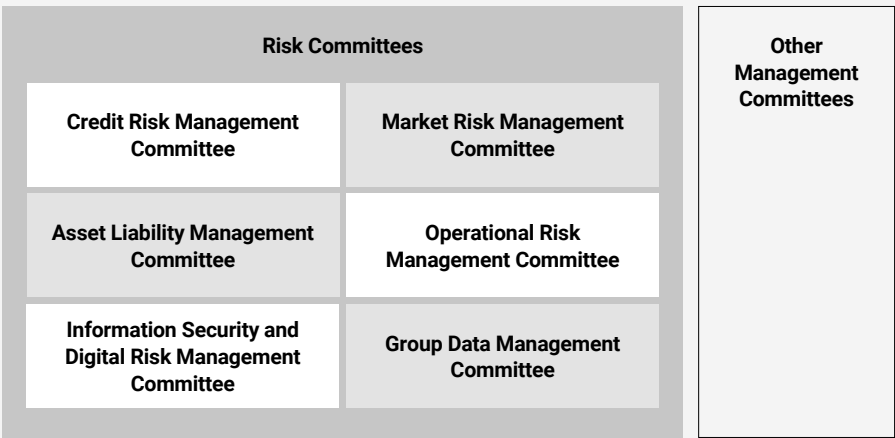 Risk Committees
Credit Risk Management
Committee
Market Risk Management
Committee
Asset Liability Management
Committee
Operational Risk
Management Committee
Information Security and
Digital Risk Management
Committee
Group Data Management
Committee
Other
Management
Committees